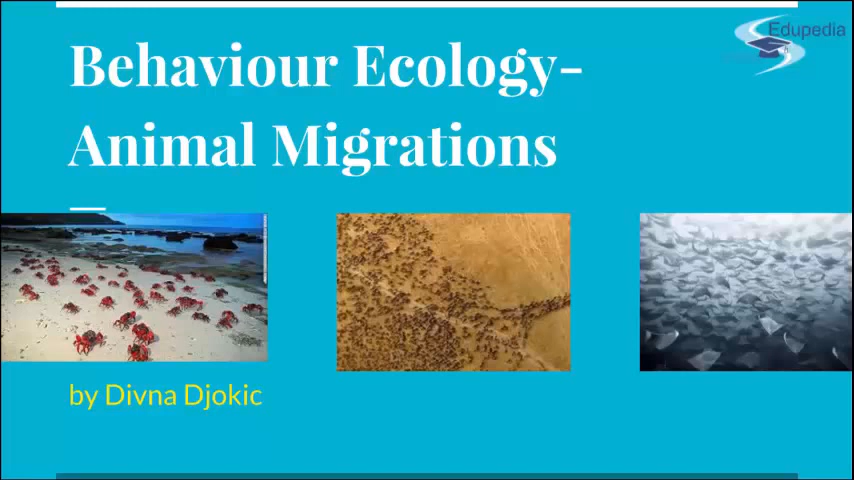 Edupedia
Behaviour Ecology-
Animal Migrations
by Divna Djokic